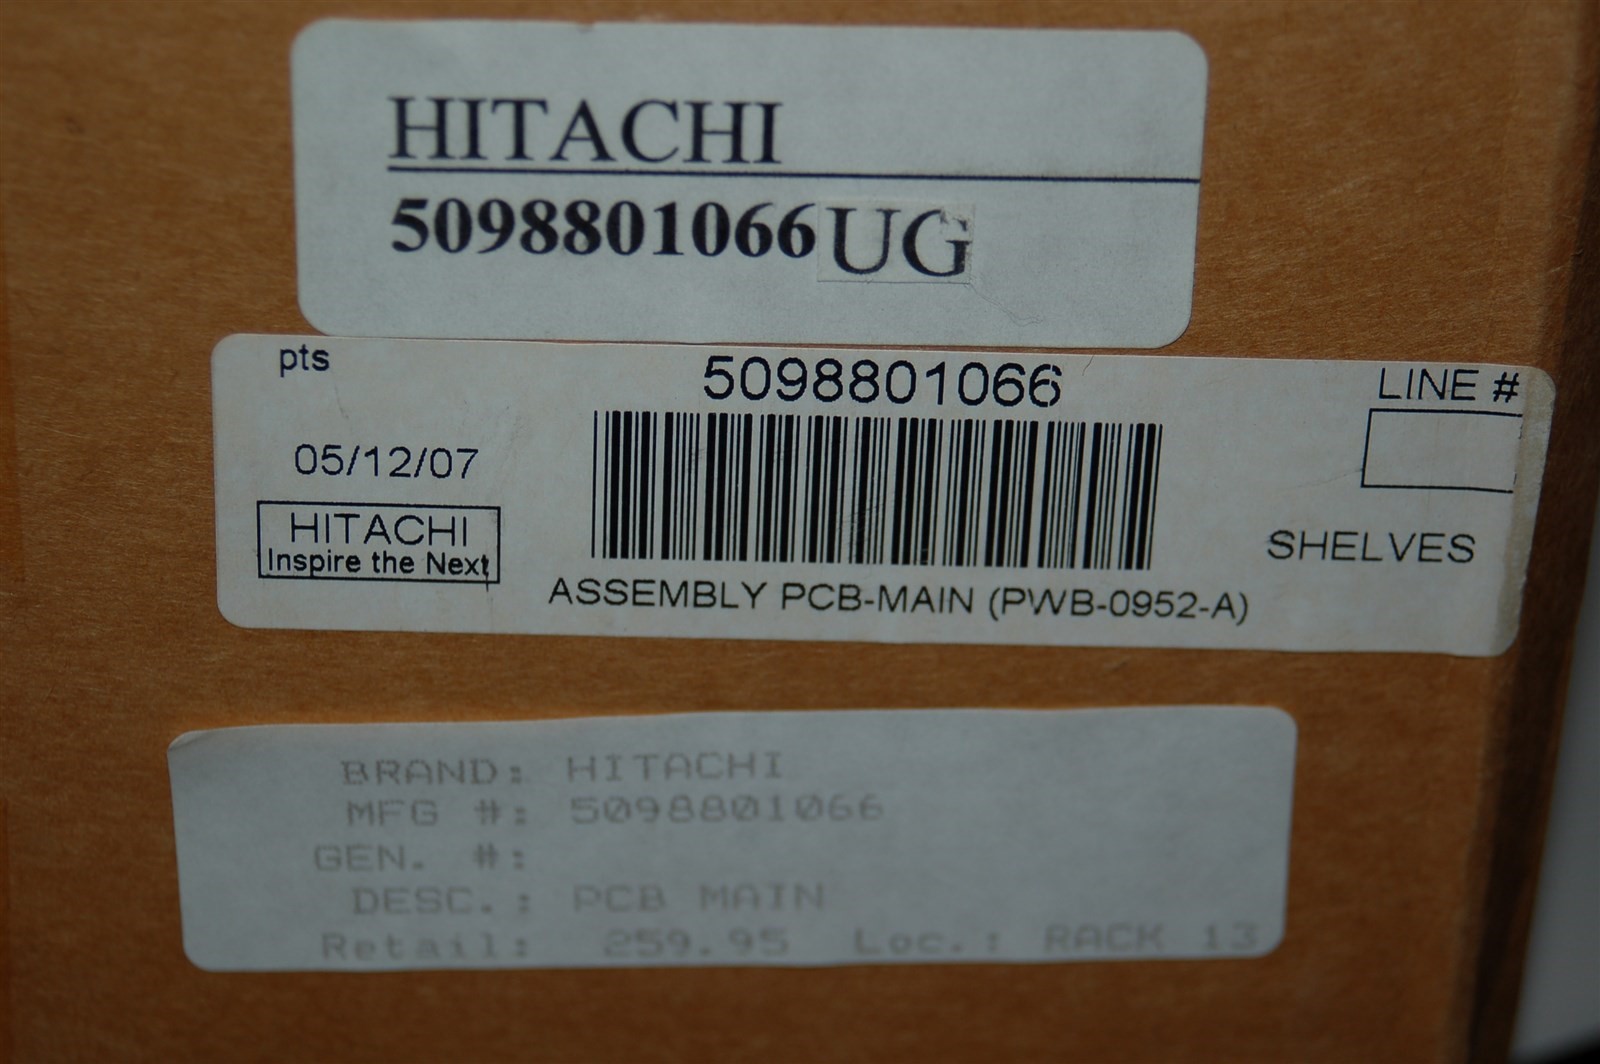 HITACHI
5098801066UG
pts
5098801066
LINE #
05/12/07
HITACHI
Inspire the Next
SHELVES
ASSEMBLY PCB-MAIN (PWB-0952-A)
BRAND: HITACHI
MFG #: 5098801066
GEN. #:
DESC.: PCB MAIN
Retail: 259.95 Loc.: RACK 13